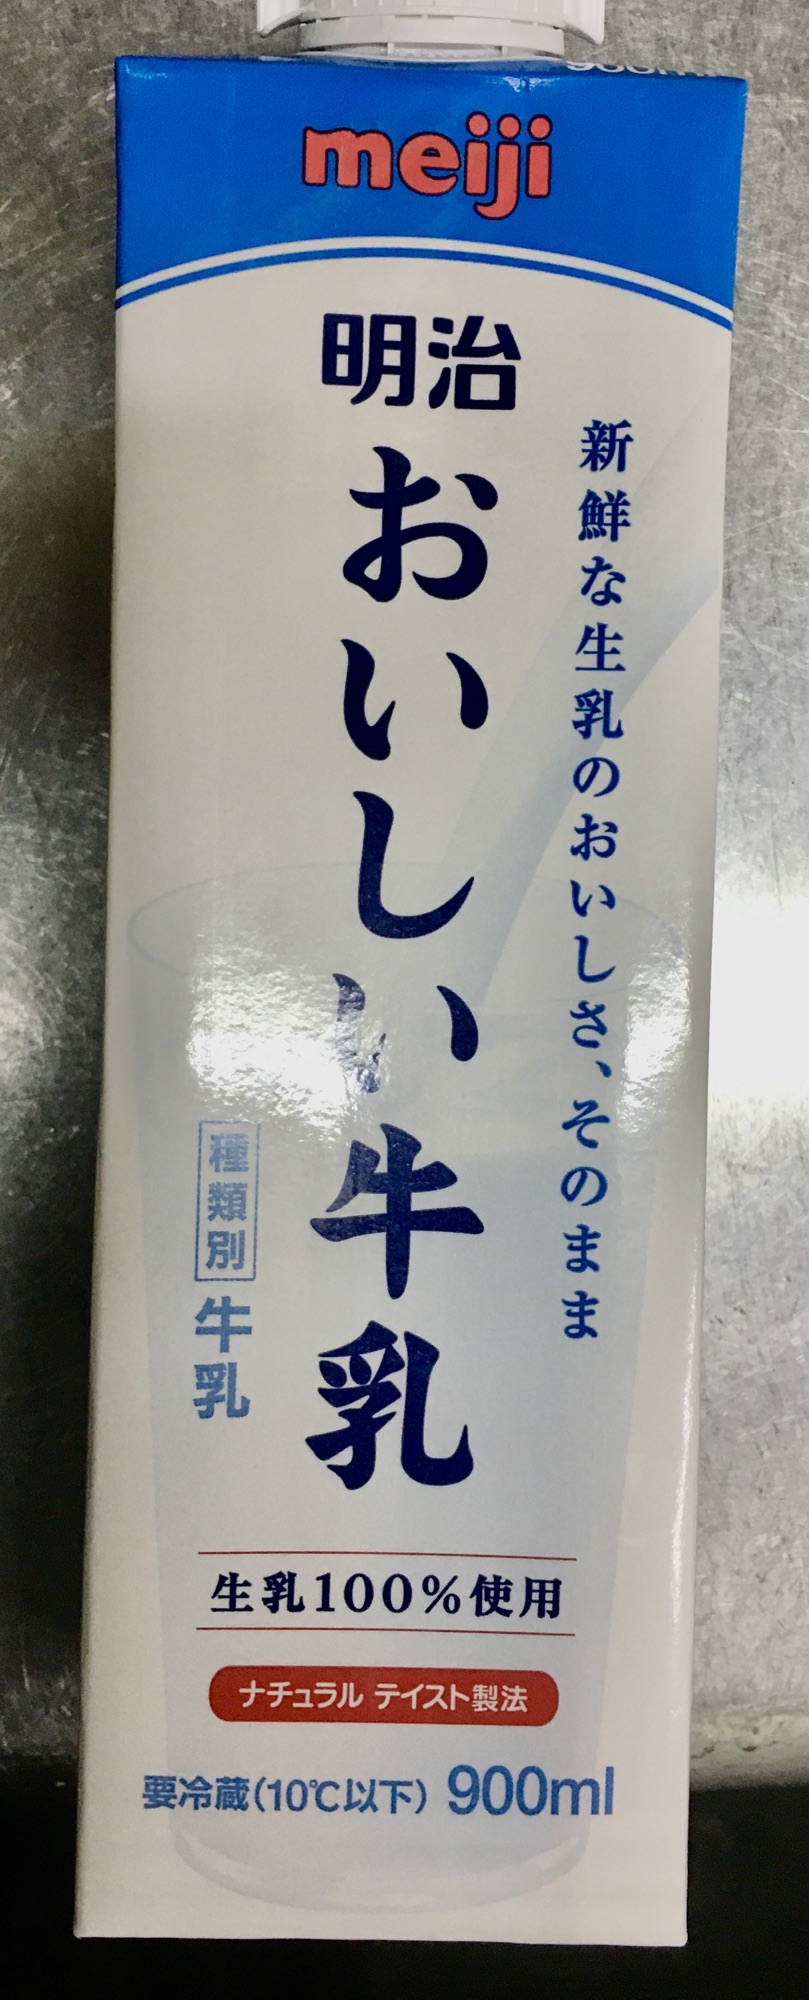 meiji
明治
おいしい牛乳
新鮮な生乳のおいしさ、そのまま
種類別
牛乳
生乳100%使用
ナチュラル テイスト製法
要冷蔵(10℃以下) 900ml